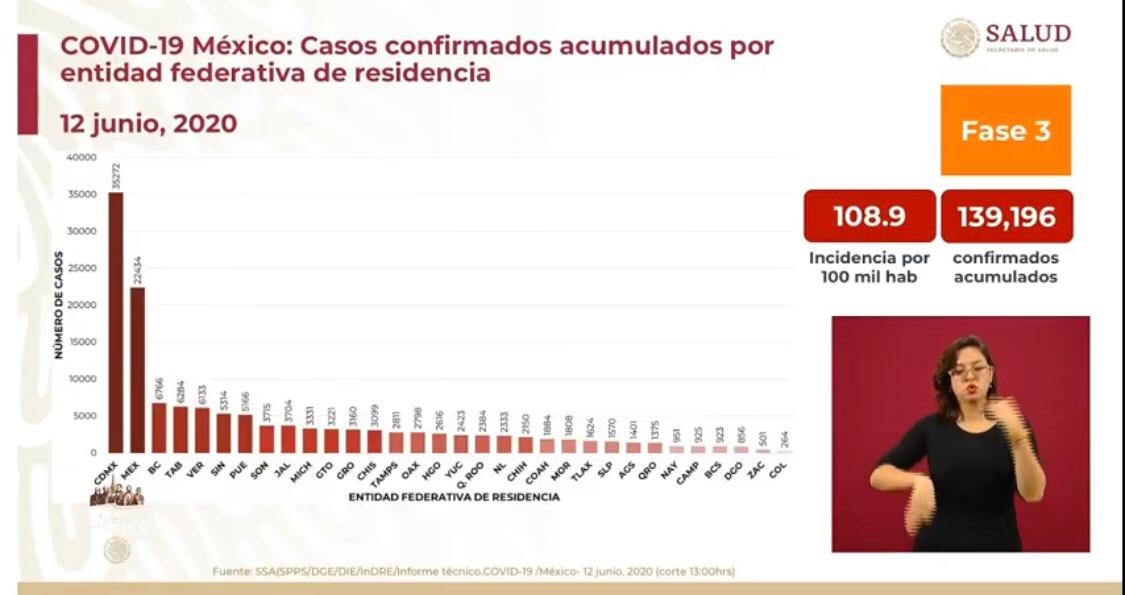 COVID-19 México: Casos confirmados acumulados por
entidad federativa de residencia
12 junio, 2020
SALUD
SECRETARÍA DE SALUD
Fase 3
108.9
139,196
Incidencia por
100 mil hab
confirmados
acumulados
NÚMERO DE CASOS
40000
35000
30000
25000
20000
15000
10000
5000
0
35272
22434
6766
6284
6133
5314
5166
3715
3704
3331
3221
3160
3099
2811
2798
2616
2423
2384
2333
2150
1884
1808
1624
1570
1401
1375
951
925
923
856
501
264
CDMX
MEX
BC
TAB
VER
SIN
PUE
SON
JAL
MICH
GTO
GRO
CHIS
TAMPS
OAX
HGO
YUC
Q. ROO
NL
CHIH
COAH
MOR
TLAX
SLP
AGS
QRO
NAY
CAMP
BCS
DGO
ZAC
COL
ENTIDAD FEDERATIVA DE RESIDENCIA
Fuente: SSA(SPPS/DGE/DIE/InDRE/Informe técnico.COVID-19 /México- 12 junio, 2020 (corte 13:00hrs)